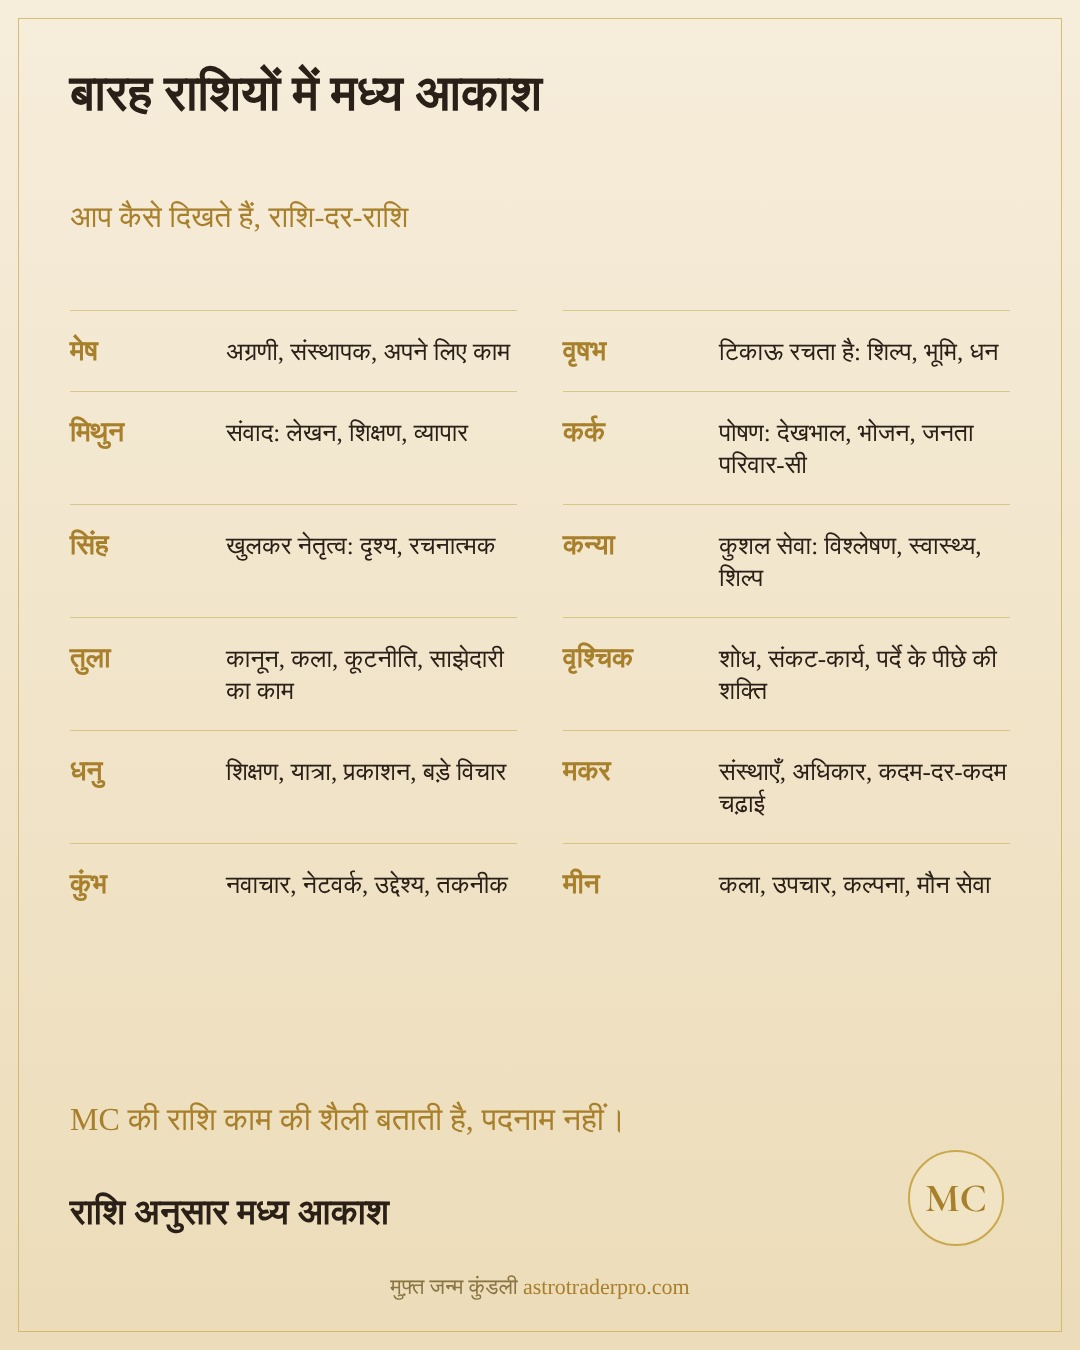 बारह राशियों में मध्य आकाश
आप कैसे दिखते हैं, राशि-दर-राशि
मेष
अग्रणी, संस्थापक, अपने लिए काम
वृषभ
टिकाऊ रचता है: शिल्प, भूमि, धन
मिथुन
संवाद: लेखन, शिक्षण, व्यापार
कर्क
पोषण: देखभाल, भोजन, जनता
परिवार-सी
सिंह
खुलकर नेतृत्व: दृश्य, रचनात्मक
कन्या
कुशल सेवा: विश्लेषण, स्वास्थ्य,
शिल्प
तुला
कानून, कला, कूटनीति, साझेदारी
का काम
वृश्चिक
शोध, संकट-कार्य, पर्दे के पीछे की
शक्ति
धनु
शिक्षण, यात्रा, प्रकाशन, बड़े विचार
मकर
संस्थाएँ, अधिकार, कदम-दर-कदम
चढ़ाई
कुंभ
नवाचार, नेटवर्क, उद्देश्य, तकनीक
मीन
कला, उपचार, कल्पना, मौन सेवा
MC की राशि काम की शैली बताती है, पदनाम नहीं।
MC
राशि अनुसार मध्य आकाश
मुफ़्त जन्म कुंडली astrotraderpro.com